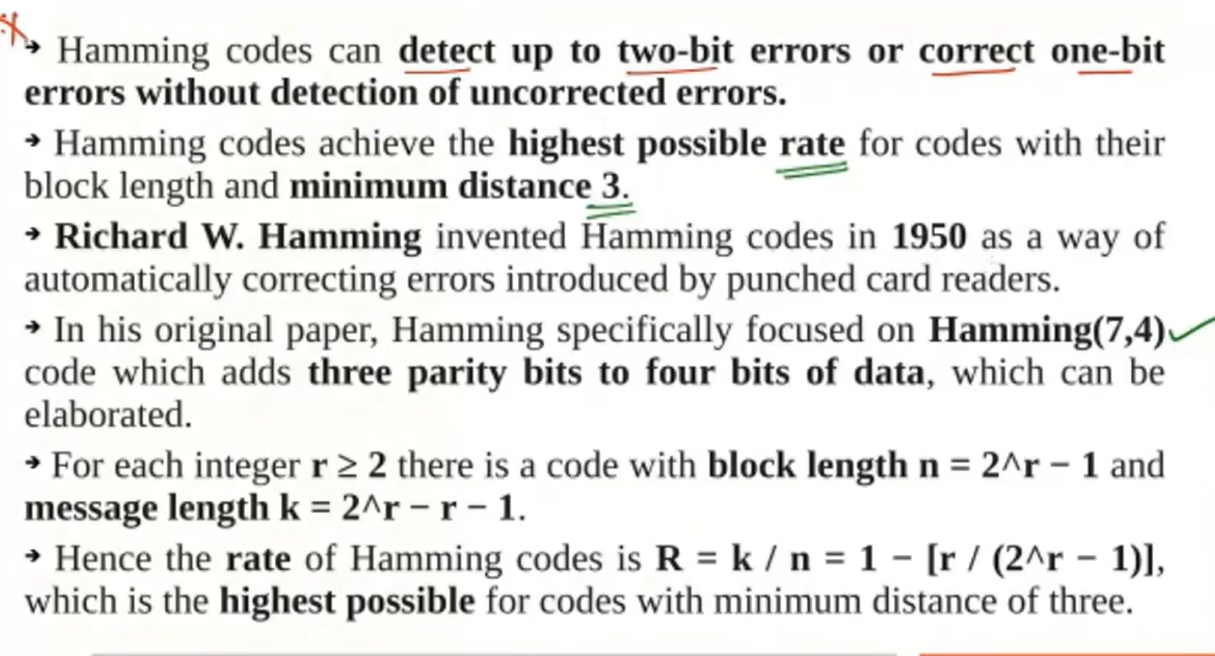 → Hamming codes can detect up to two-bit errors or correct one-bit
errors without detection of uncorrected errors.
→ Hamming codes achieve the highest possible rate for codes with their
block length and minimum distance 3.
→ Richard W. Hamming invented Hamming codes in 1950 as a way of
automatically correcting errors introduced by punched card readers.
→ In his original paper, Hamming specifically focused on Hamming(7,4)
code which adds three parity bits to four bits of data, which can be
elaborated.
→ For each integer r ≥ 2 there is a code with block length n = 2^r − 1 and
message length k = 2^r − r − 1.
→ Hence the rate of Hamming codes is R = k / n = 1 − [r / (2^r − 1)],
which is the highest possible for codes with minimum distance of three.